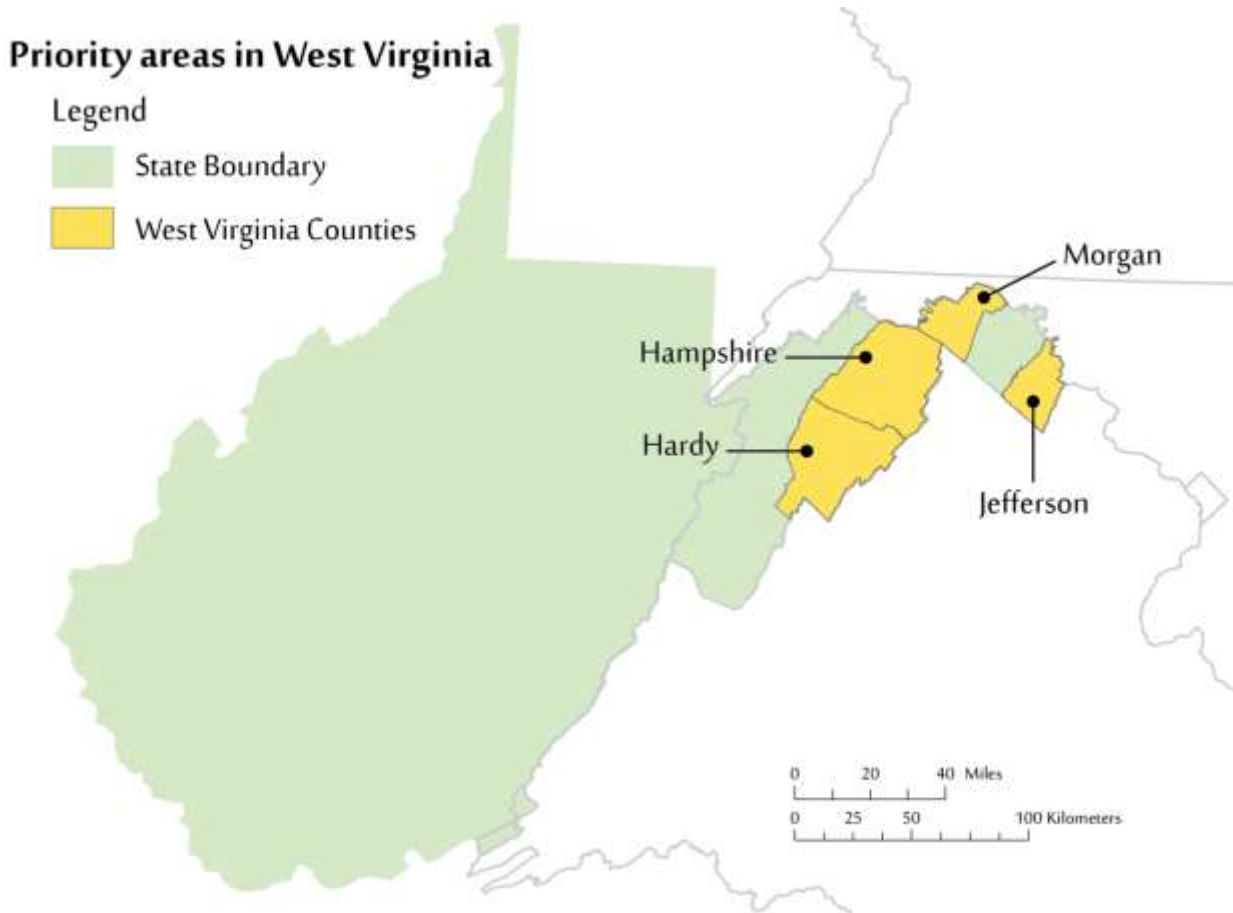 Priority areas in West Virginia
Legend
State Boundary
West Virginia Counties
Morgan
Hampshire
Hardy
Jefferson
0 20 40 Miles
0 25 50 100 Kilometers